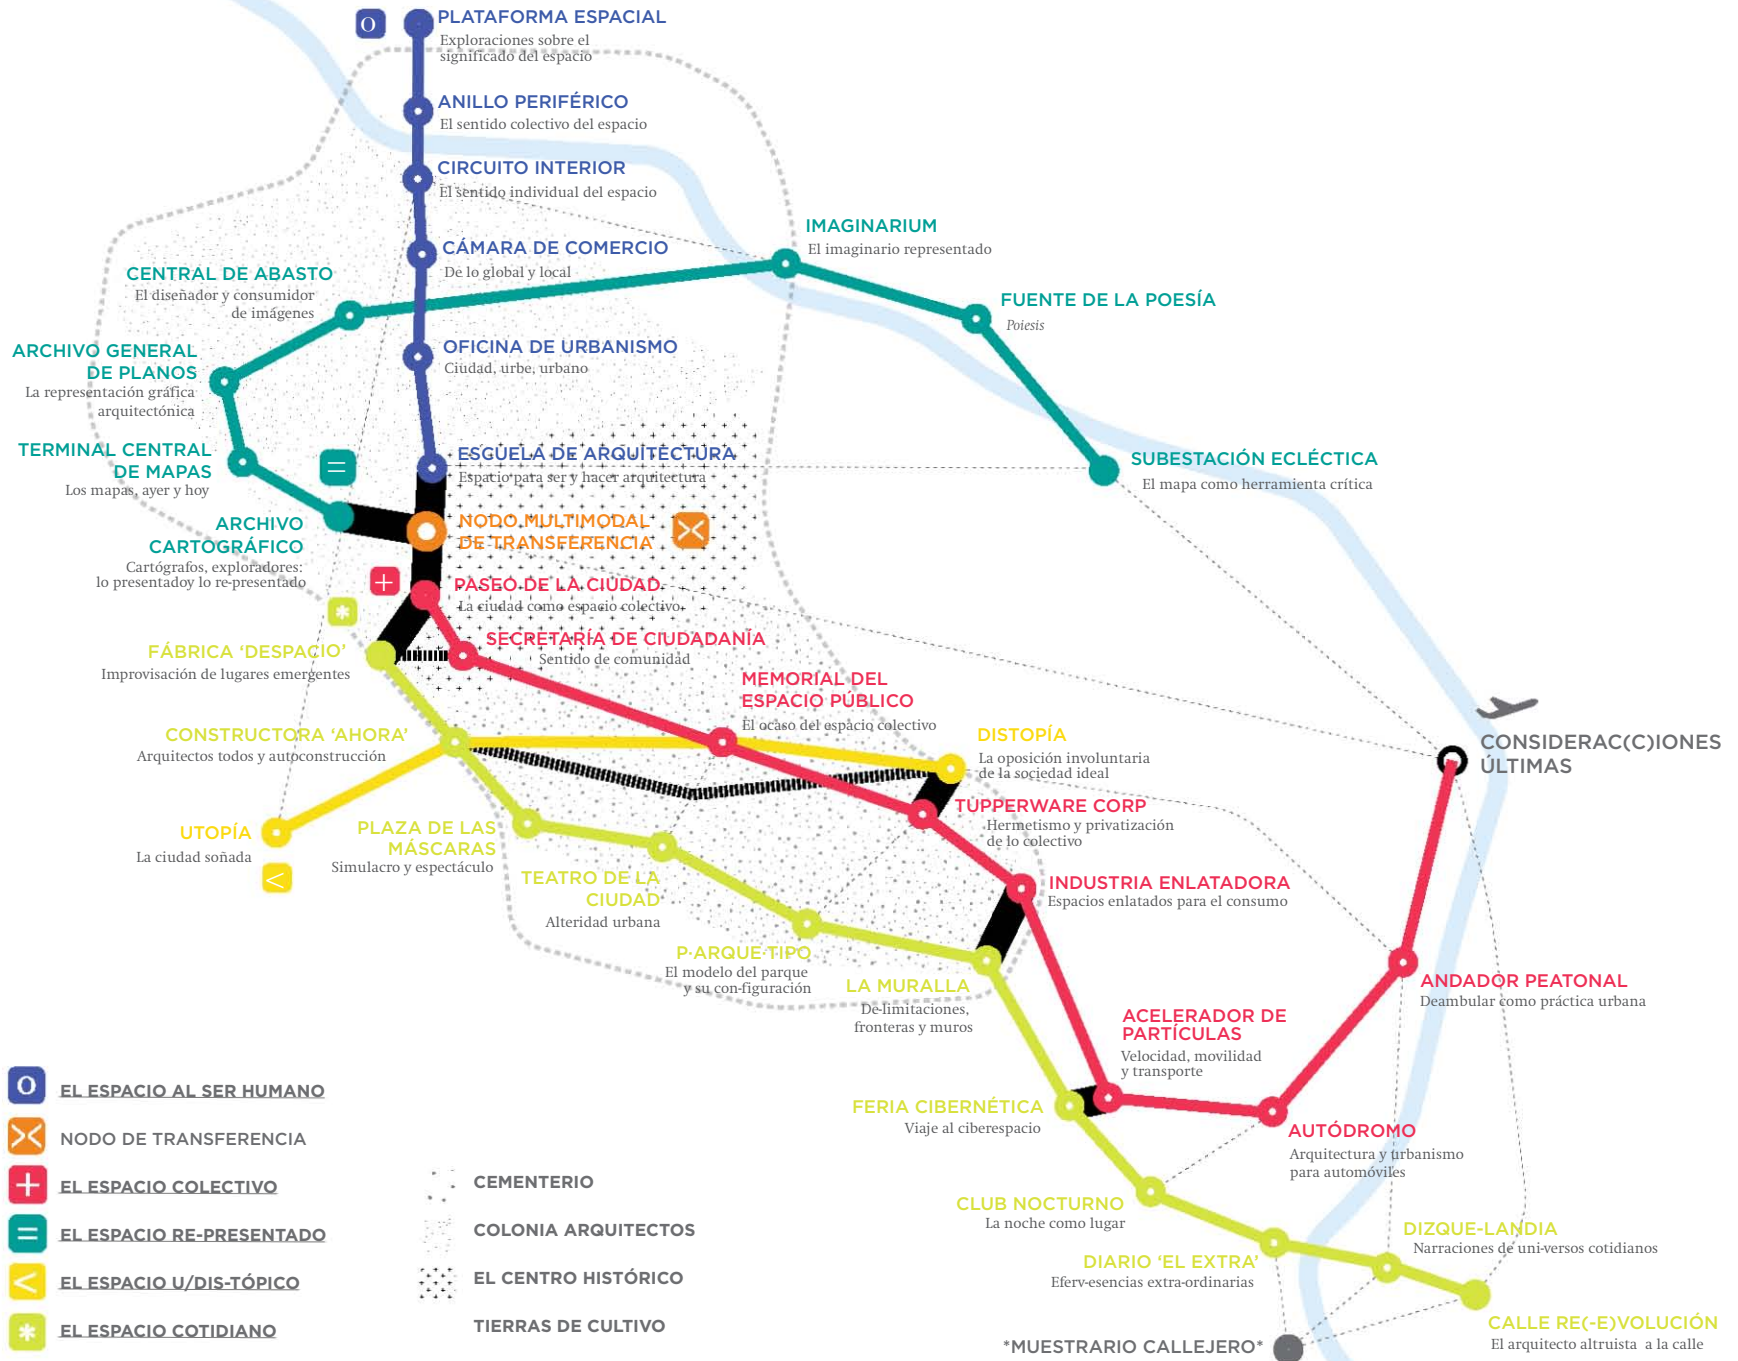 PLATAFORMA ESPACIAL
Exploraciones sobre el
significado del espacio
ANILLO PERIFÉRICO
El sentido colectivo del espacio
CIRCUITO INTERIOR
El sentido individual del espacio
CÁMARA DE COMERCIO
De lo global y local
OFICINA DE URBANISMO
Ciudad, urbe, urbano
ESCUELA DE ARQUITECTURA
Espacio para ser y hacer arquitectura
IMAGINARIUM
El imaginario representado
FUENTE DE LA POESÍA
Poiesis
SUBESTACIÓN ECLÉCTICA
El mapa como herramienta crítica
CENTRAL DE ABASTO
El diseñador y consumidor
de imágenes
ARCHIVO GENERAL
DE PLANOS
La representación gráfica
arquitectónica
TERMINAL CENTRAL
DE MAPAS
Los mapas, ayer y hoy
ARCHIVO
CARTOGRÁFICO
Cartógrafos, exploradores:
lo presentadoy lo re-presentado
NODO MULTIMODAL
DE TRANSFERENCIA
PASEO DE LA CIUDAD
La ciudad como espacio colectivo
SECRETARÍA DE CIUDADANÍA
Sentido de comunidad
MEMORIAL DEL
ESPACIO PÚBLICO
El ocaso del espacio colectivo
FÁBRICA ‘DESPACIO’
Improvisación de lugares emergentes
CONSTRUCTORA ‘AHORA’
Arquitectos todos y autoconstrucción
DISTOPÍA
La oposición involuntaria
de la sociedad ideal
CONSIDERAC(C)IONES
ÚLTIMAS
TUPPERWARE CORP
Hermetismo y privatización
de lo colectivo
UTOPÍA
La ciudad soñada
PLAZA DE LAS
MÁSCARAS
Simulacro y espectáculo
TEATRO DE LA
CIUDAD
Alteridad urbana
INDUSTRIA ENLATADORA
Espacios enlatados para el consumo
P-ARQUE-TIPO
El modelo del parque
y su con-figuración
LA MURALLA
De-limitaciones,
fronteras y muros
ANDADOR PEATONAL
Deambular como práctica urbana
ACELERADOR DE
PARTÍCULAS
Velocidad, movilidad
y transporte
FERIA CIBERNÉTICA
Viaje al ciberespacio
AUTÓDROMO
Arquitectura y urbanismo
para automóviles
CLUB NOCTURNO
La noche como lugar
DIARIO ‘EL EXTRA’
Eferv-esencias extra-ordinarias
DIZQUE-LANDIA
Narraciones de uni-versos cotidianos
CALLE RE(-E)VOLUCIÓN
El arquitecto altruista a la calle
*MUESTRARIO CALLEJERO*
O EL ESPACIO AL SER HUMANO
NODO DE TRANSFERENCIA
+ EL ESPACIO COLECTIVO
= EL ESPACIO RE-PRESENTADO
< EL ESPACIO U/DIS-TÓPICO
* EL ESPACIO COTIDIANO
CEMENTERIO
COLONIA ARQUITECTOS
EL CENTRO HISTÓRICO
TIERRAS DE CULTIVO